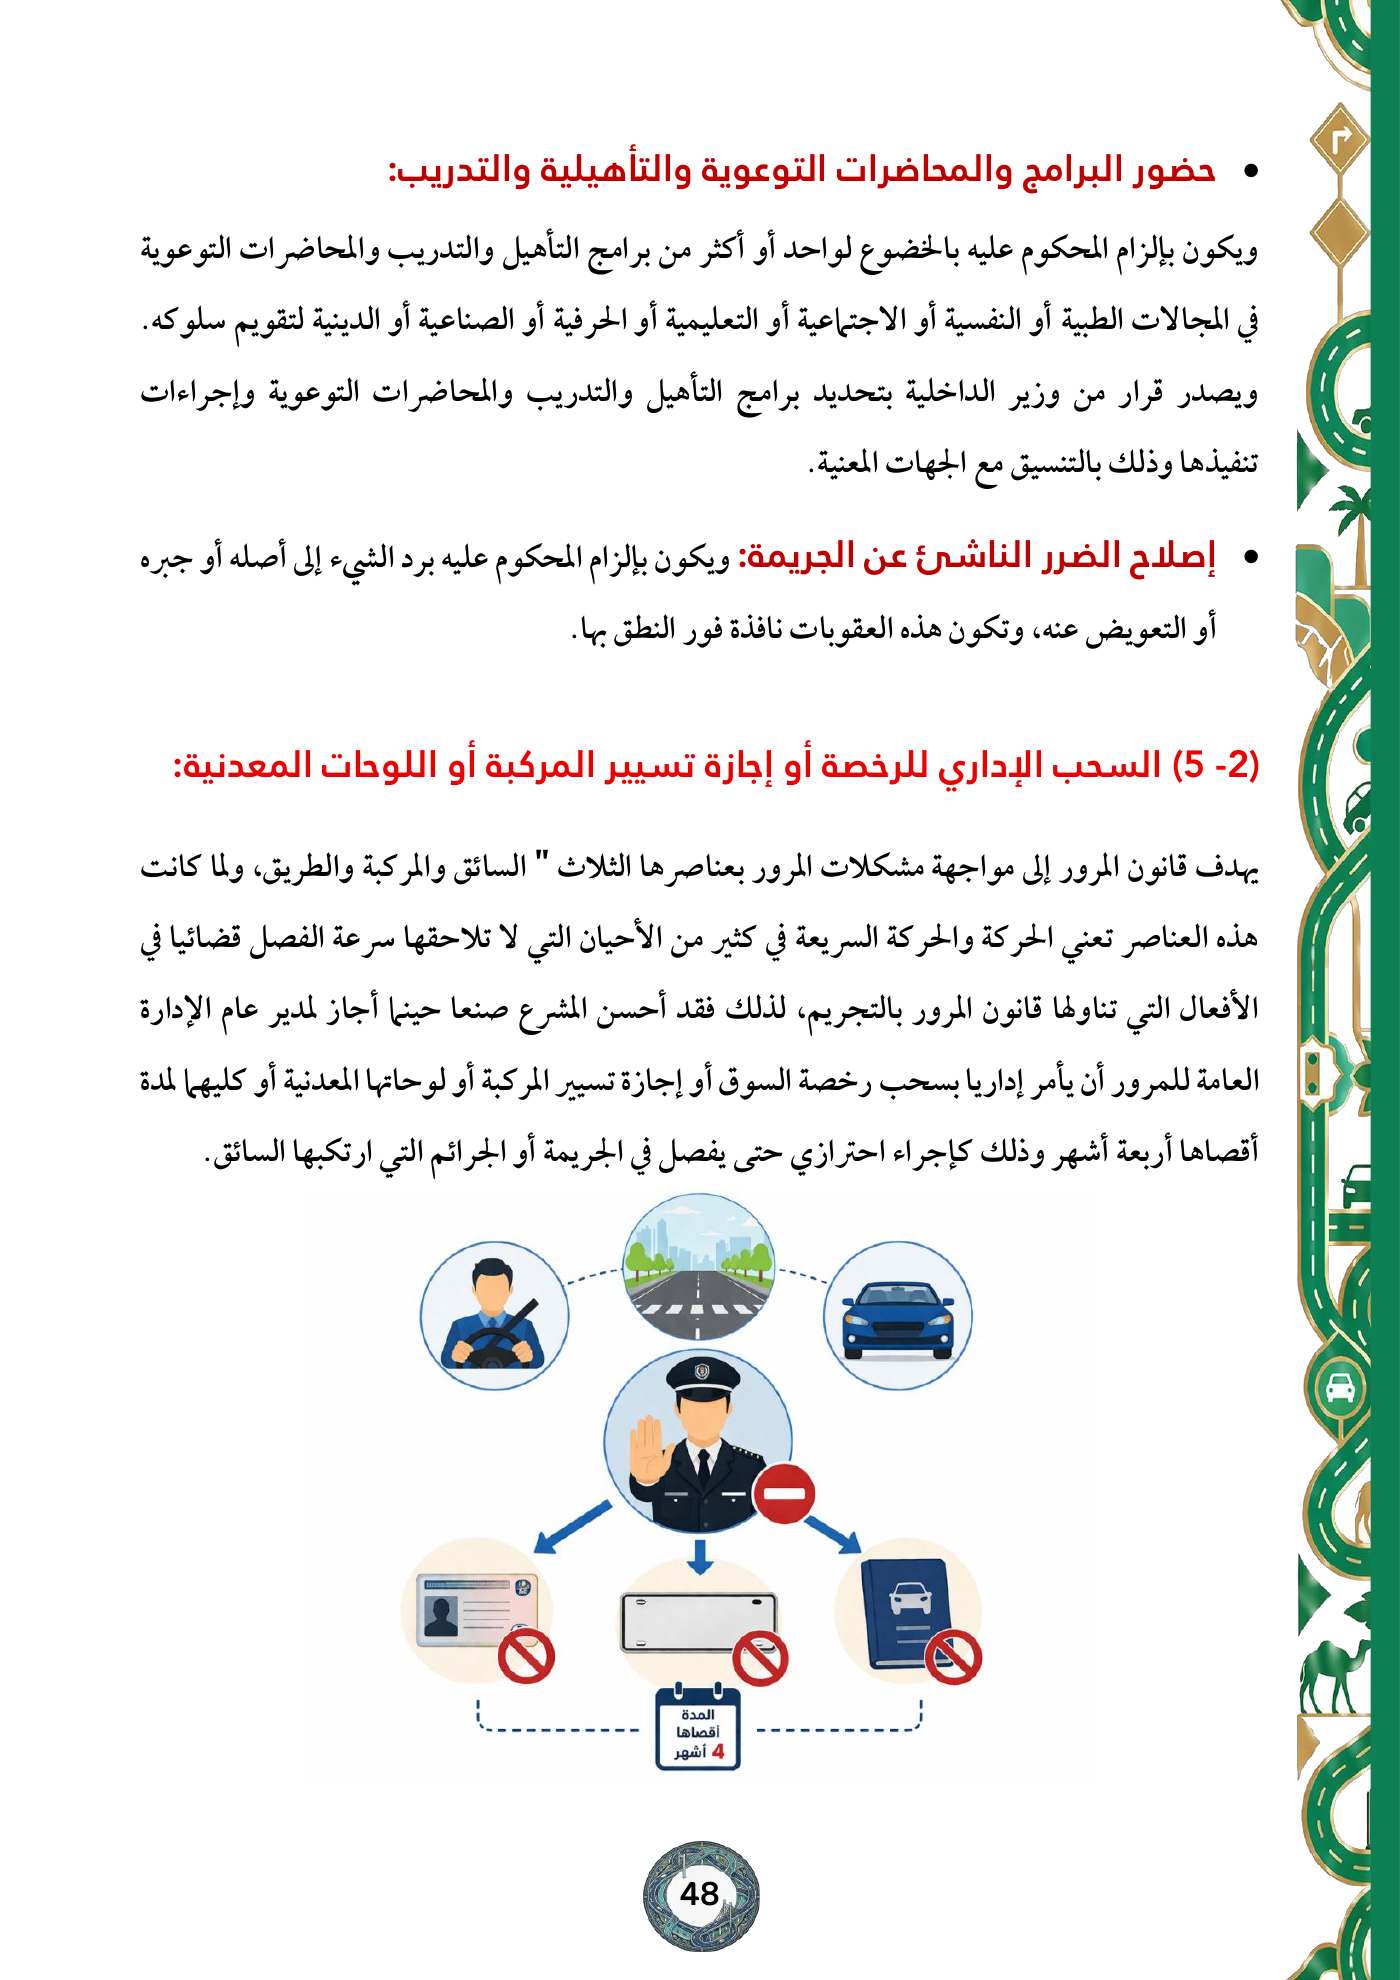 • حضور البرامج والمحاضرات التوعوية والتأهيلية والتدريب:
ويكون بإلزام المحكوم عليه بالخضوع لواحد أو أكثر من برامج التأهيل والتدريب والمحاضرات التوعوية
في المجالات الطبية أو النفسية أو الاجتماعية أو التعليمية أو الحرفية أو الصناعية أو الدينية لتقويم سلوكه.
ويصدر قرار من وزير الداخلية بتحديد برامج التأهيل والتدريب والمحاضرات التوعوية وإجراءات
تنفيذها وذلك بالتنسيق مع الجهات المعنية.
• إصلاح الضرر الناشئ عن الجريمة: ويكون بإلزام المحكوم عليه برد الشيء إلى أصله أو جبره
أو التعويض عنه، وتكون هذه العقوبات نافذة فور النطق بها.
(2- 5) السحب الإداري للرخصة أو إجازة تسيير المركبة أو اللوحات المعدنية:
يهدف قانون المرور إلى مواجهة مشكلات المرور بعناصرها الثلاث " السائق والمركبة والطريق، ولما كانت
هذه العناصر تعني الحركة والحركة السريعة في كثير من الأحيان التي لا تلاحقها سرعة الفصل قضائيا في
الأفعال التي تناولها قانون المرور بالتجريم، لذلك فقد أحسن المشرع صنعا حينما أجاز لمدير عام الإدارة
العامة للمرور أن يأمر إداريا بسحب رخصة السوق أو إجازة تسيير المركبة أو لوحاتها المعدنية أو كليهما لمدة
أقصاها أربعة أشهر وذلك كإجراء احترازي حتى يفصل في الجريمة أو الجرائم التي ارتكبها السائق.
المدة
أقصاها
4 أشهر
48